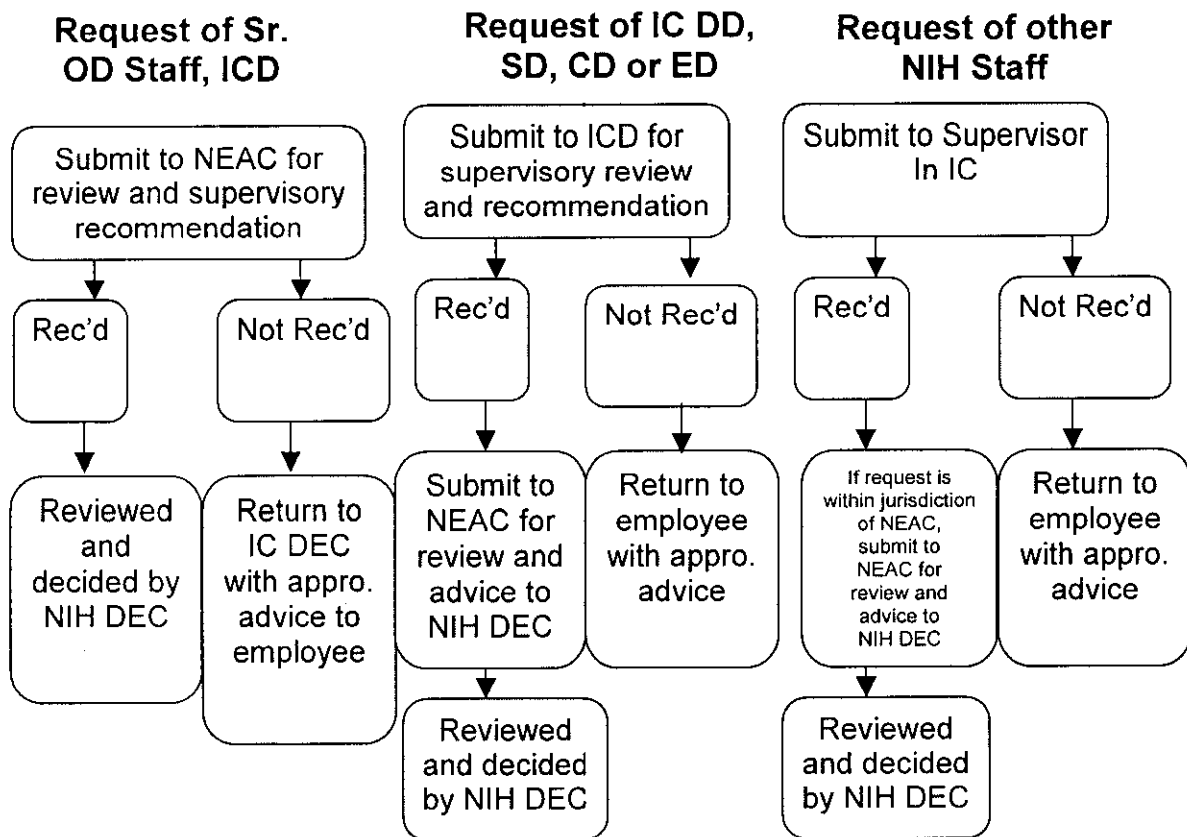 Request of Sr.
OD Staff, ICD
Submit to NEAC for
review and supervisory
recommendation
Rec'd
Not Rec'd
Reviewed
and
decided by
NIH DEC
Return to
IC DEC
with appro.
advice to
employee
Request of IC DD,
SD, CD or ED
Submit to ICD for
supervisory review
and recommendation
Rec'd
Not Rec'd
Submit to
NEAC for
review and
advice to
NIH DEC
Return to
employee
with appro.
advice
Reviewed
and decided
by NIH DEC
Request of other
NIH Staff
Submit to Supervisor
In IC
Rec'd
Not Rec'd
If request is
within jurisdiction
of NEAC,
submit to
NEAC for
review and
advice to
NIH DEC
Return to
employee
with appro.
advice
Reviewed
and decided
by NIH DEC